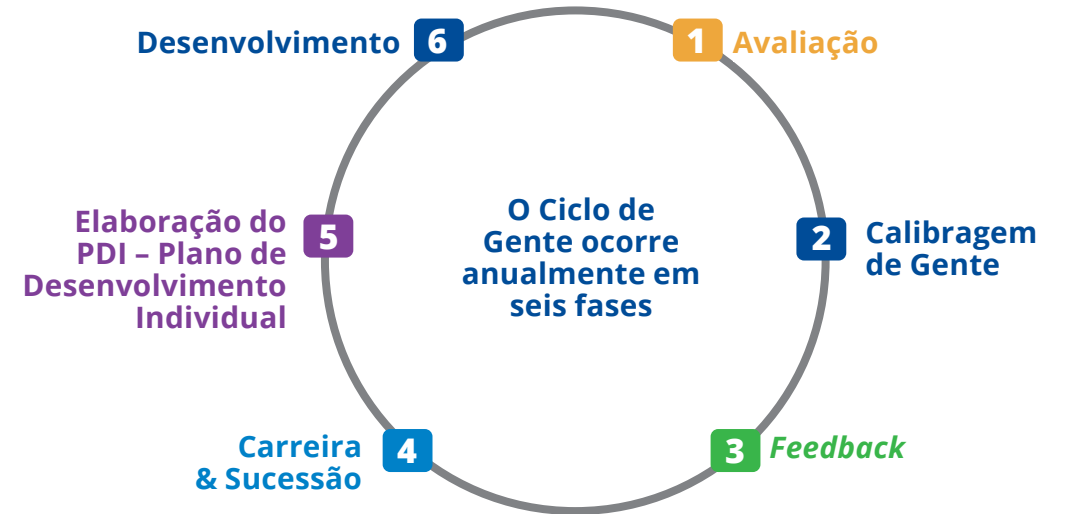 O Ciclo de
Gente ocorre
anualmente em
seis fases
1 Avaliação
2 Calibragem
de Gente
3 Feedback
4 Carreira
& Sucessão
5 Elaboração do
PDI – Plano de
Desenvolvimento
Individual
6 Desenvolvimento